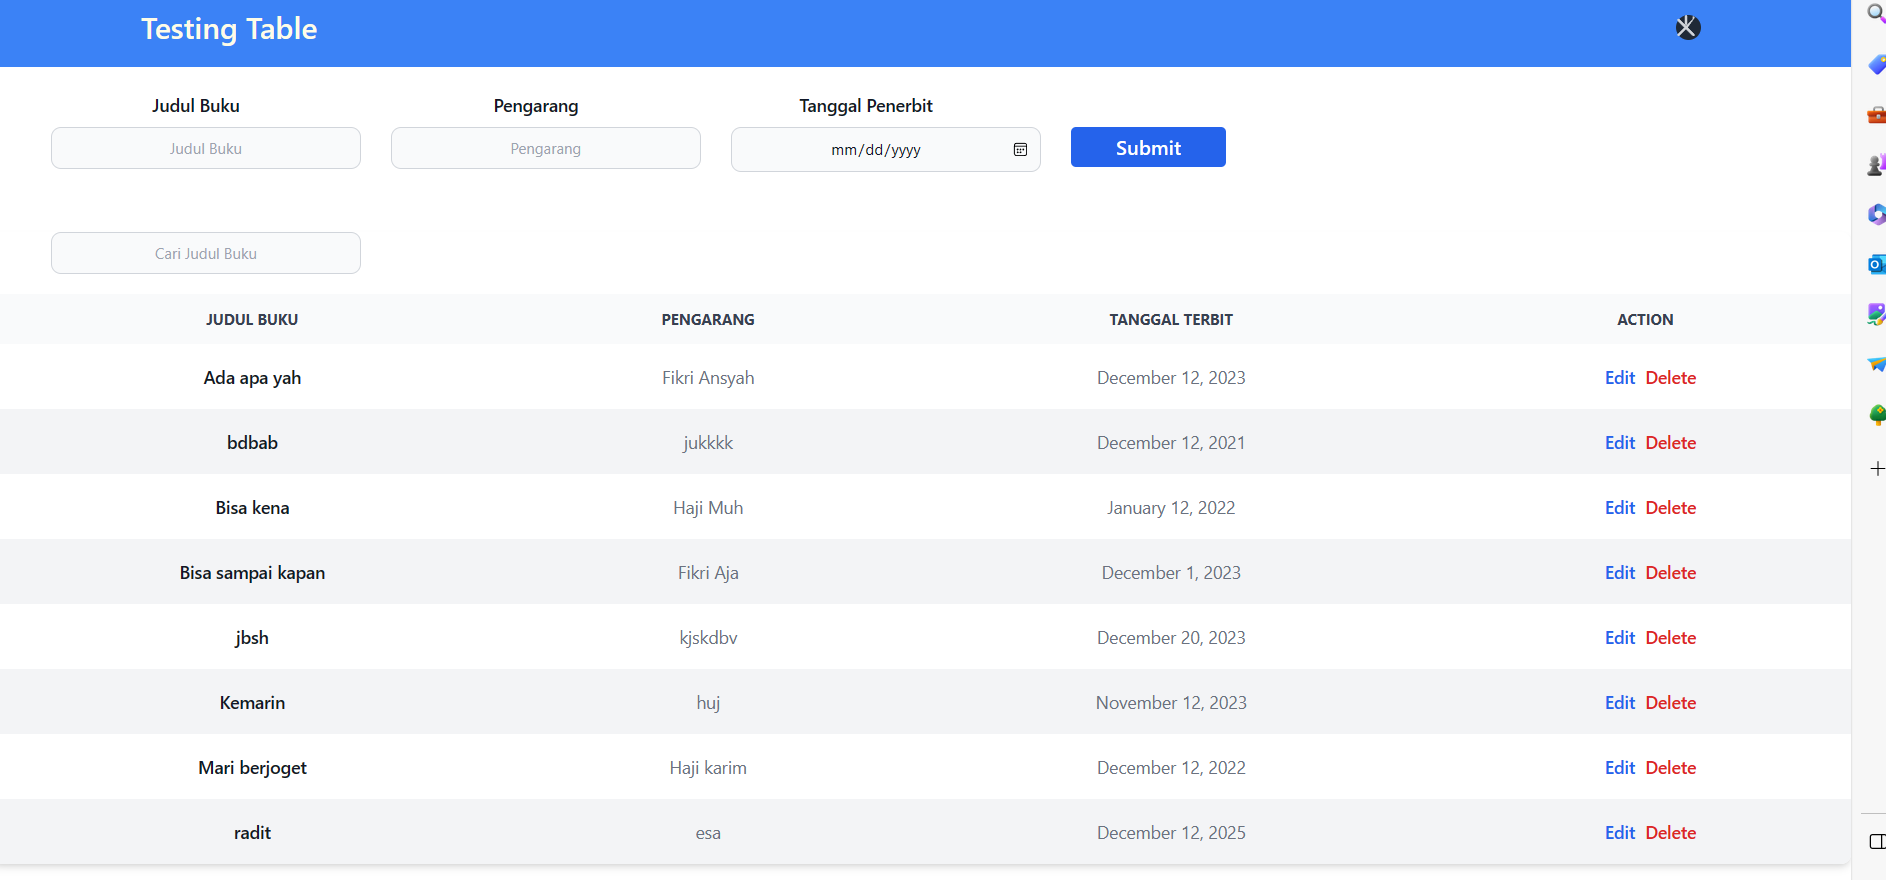 Testing Table
Judul Buku Pengarang Tanggal Penerbit
Judul Buku Pengarang mm/dd/yyyy Submit
Cari Judul Buku
JUDUL BUKU PENGARANG TANGGAL TERBIT ACTION
Ada apa yah Fikri Ansyah December 12, 2023 Edit Delete
bdbab jukkkk December 12, 2021 Edit Delete
Bisa kena Haji Muh January 12, 2022 Edit Delete
Bisa sampai kapan Fikri Aja December 1, 2023 Edit Delete
jbsh kjskdbv December 20, 2023 Edit Delete
Kemarin huj November 12, 2023 Edit Delete
Mari berjoget Haji karim December 12, 2022 Edit Delete
radit esa December 12, 2025 Edit Delete